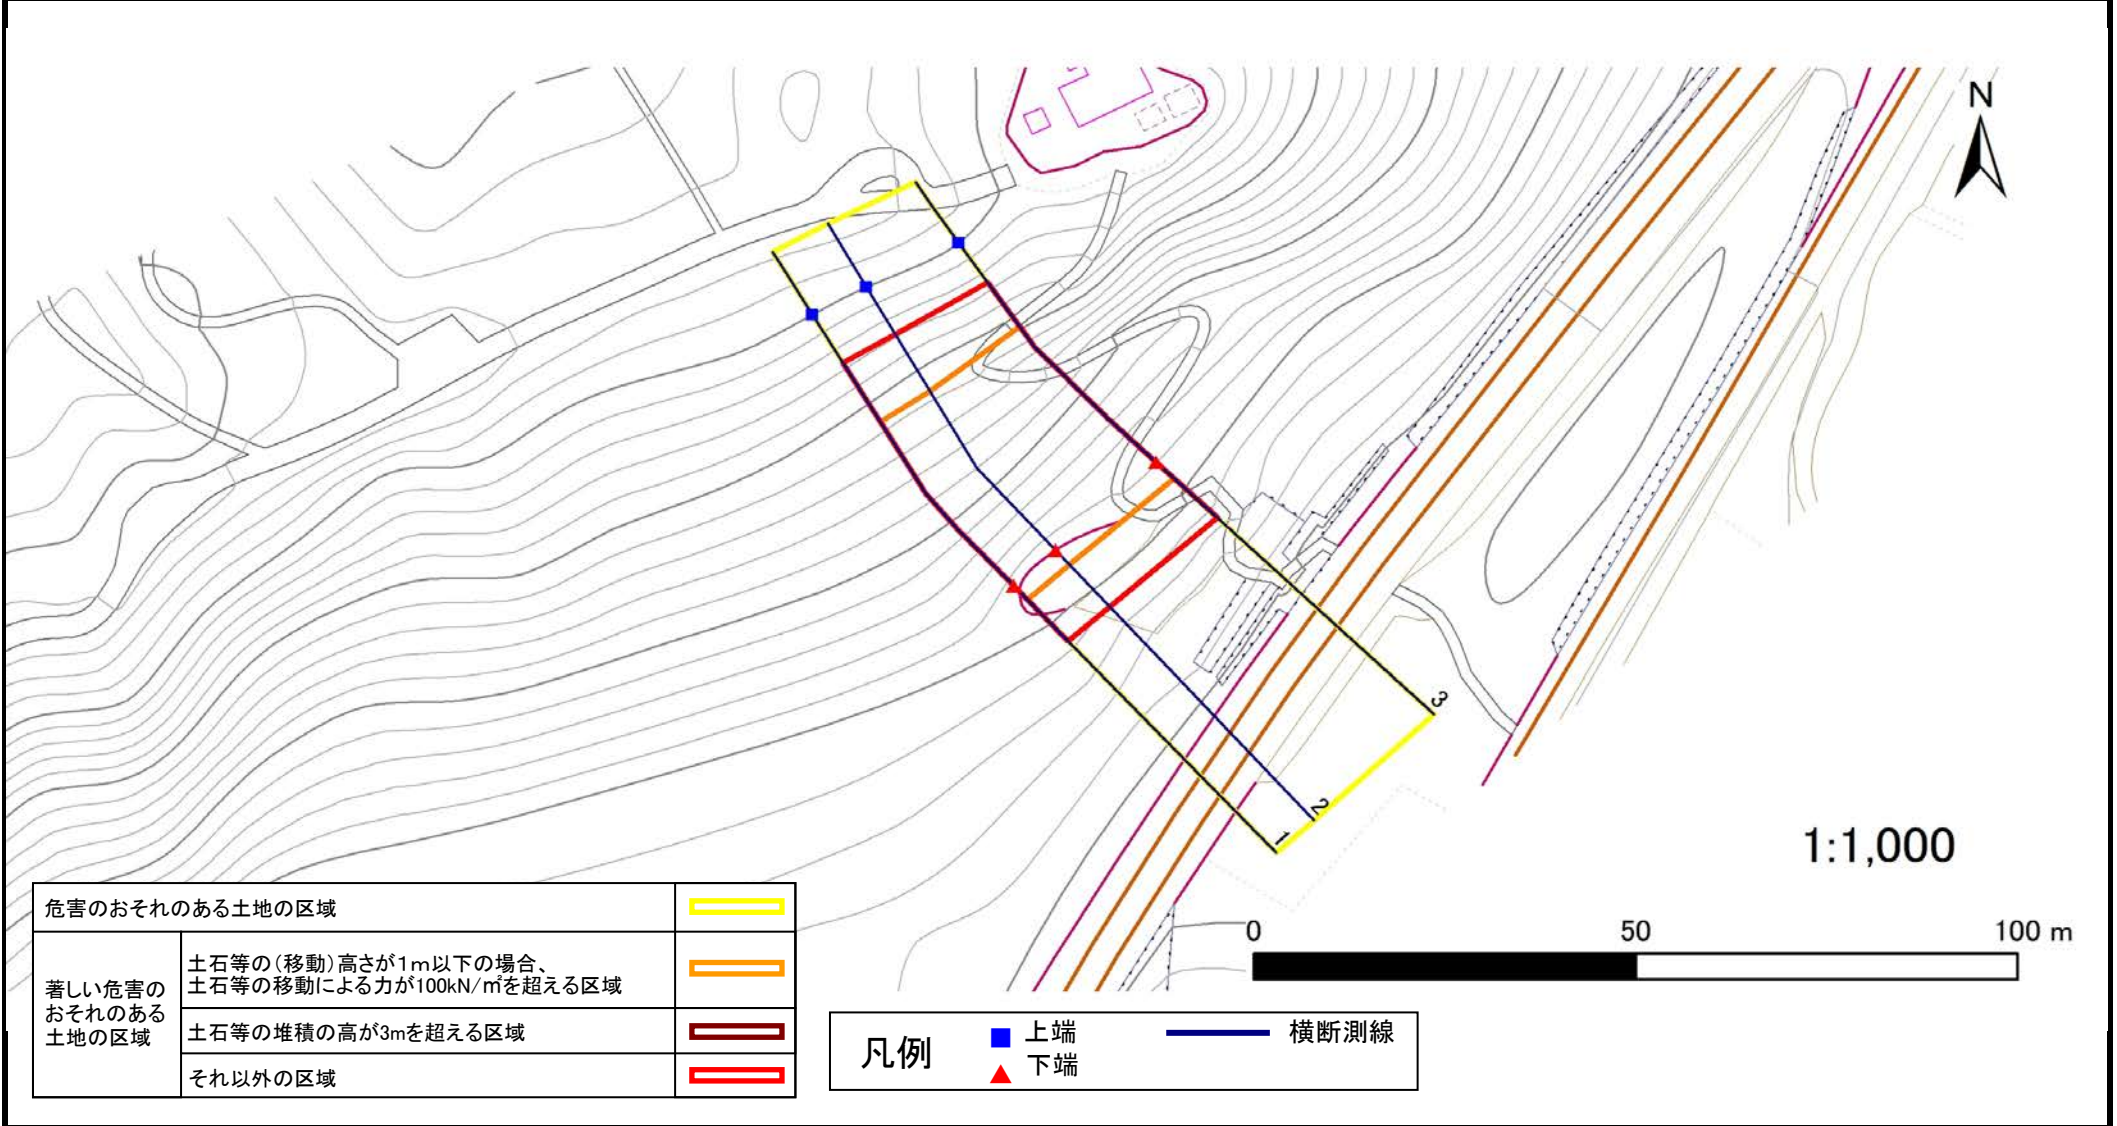 N
3
2
1
1:1,000
0 50 100 m
危害のおそれのある土地の区域
著しい危害の
おそれのある
土地の区域
土石等の(移動)高さが1m以下の場合、
土石等の移動による力が100kN/㎡を超える区域
土石等の堆積の高が3mを超える区域
それ以外の区域
凡例
上端
下端
横断測線